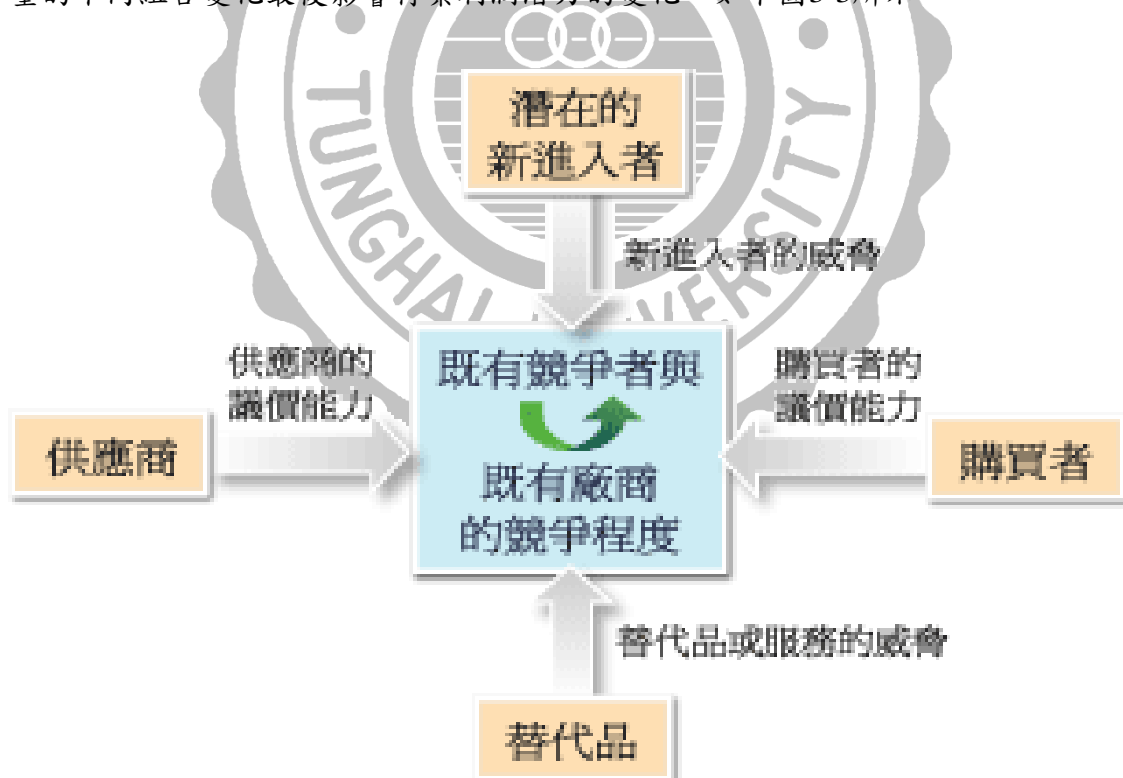 潛在的
新進入者
TUNGHAI UNIVERSITY
新進入者的威脅
供應商的
議價能力
既有競爭者與
購買者的
議價能力
供應商
購買者
既有廠商
的競爭程度
替代品或服務的威脅
替代品